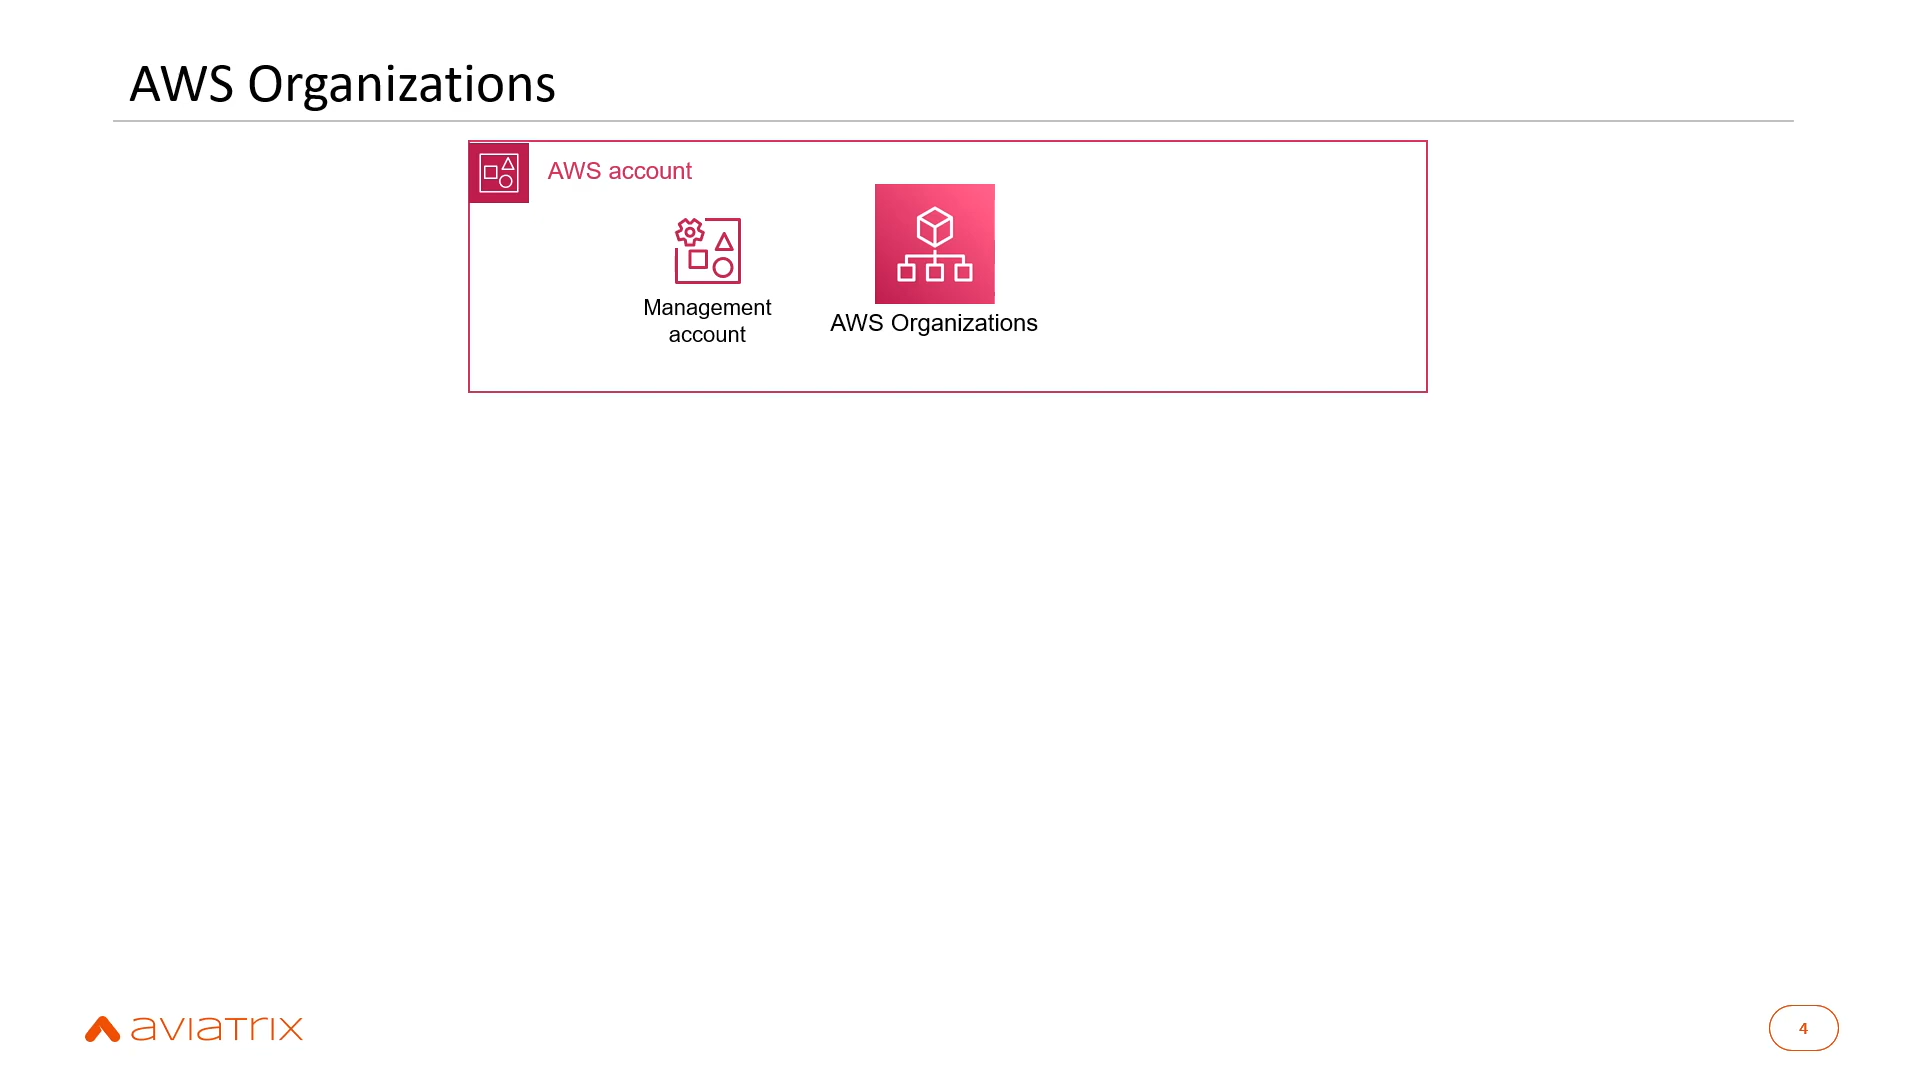 AWS Organizations
AWS account
Management
account
AWS Organizations
aviatrix
4